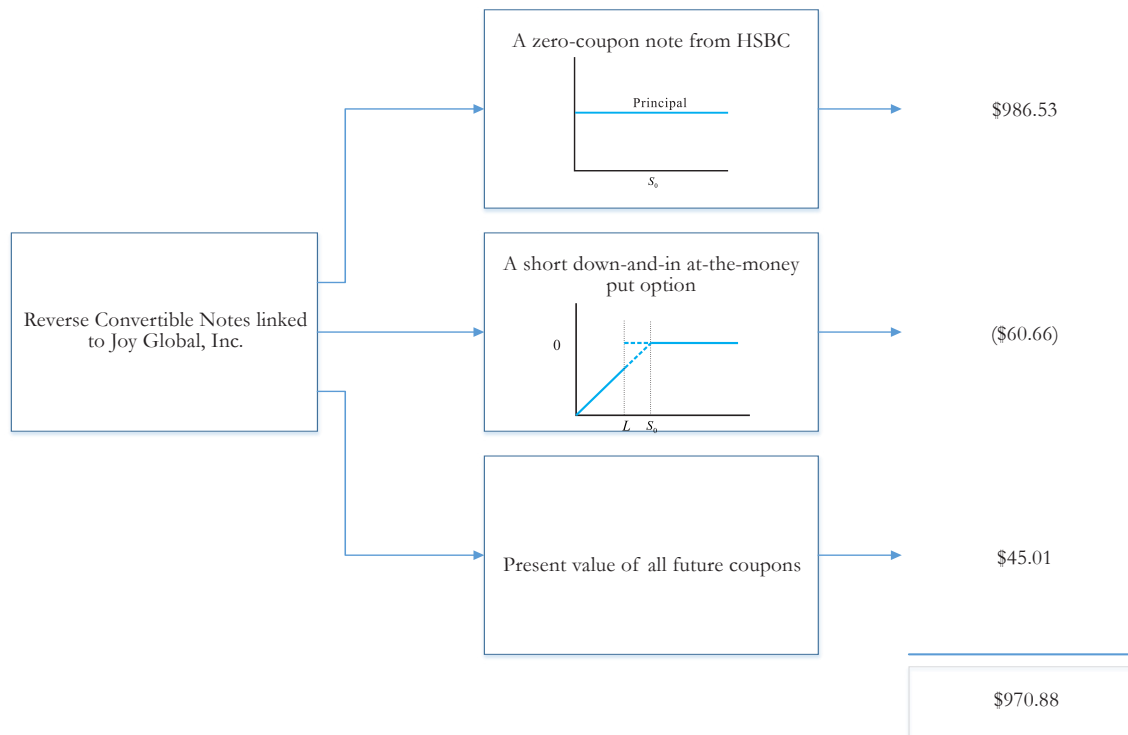 A zero-coupon note from HSBC
Principal
S₀
$986.53
Reverse Convertible Notes linked
to Joy Global, Inc.
A short down-and-in at-the-money
put option
0
L S₀
($60.66)
Present value of all future coupons
$45.01
$970.88